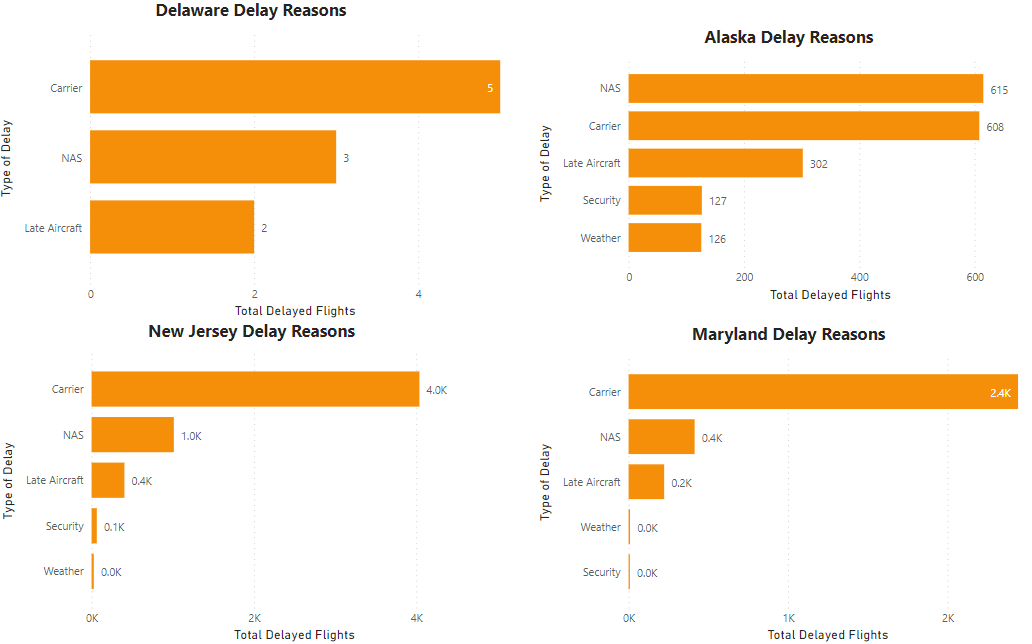 Delaware Delay Reasons
Type of Delay
Carrier
5
NAS
3
Late Aircraft
2
0
2
4
Total Delayed Flights
Alaska Delay Reasons
Type of Delay
NAS
615
Carrier
608
Late Aircraft
302
Security
127
Weather
126
0
200
400
600
Total Delayed Flights
New Jersey Delay Reasons
Type of Delay
Carrier
4.0K
NAS
1.0K
Late Aircraft
0.4K
Security
0.1K
Weather
0.0K
0K
2K
4K
Total Delayed Flights
Maryland Delay Reasons
Type of Delay
Carrier
2.4K
NAS
0.4K
Late Aircraft
0.2K
Weather
0.0K
Security
0.0K
0K
1K
2K
Total Delayed Flights